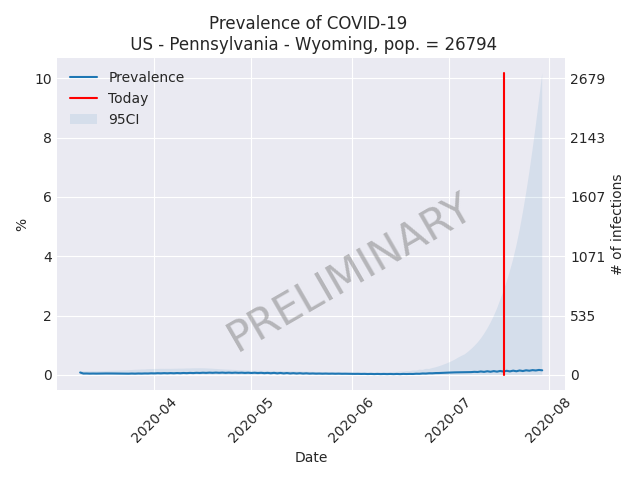 Prevalence of COVID-19
US - Pennsylvania - Wyoming, pop. = 26794
Prevalence
Today
95CI
10
8
6
4
2
0
%
2679
2143
1607
1071
535
0
# of infections
PRELIMINARY
2020-04
2020-05
2020-06
2020-07
2020-08
Date